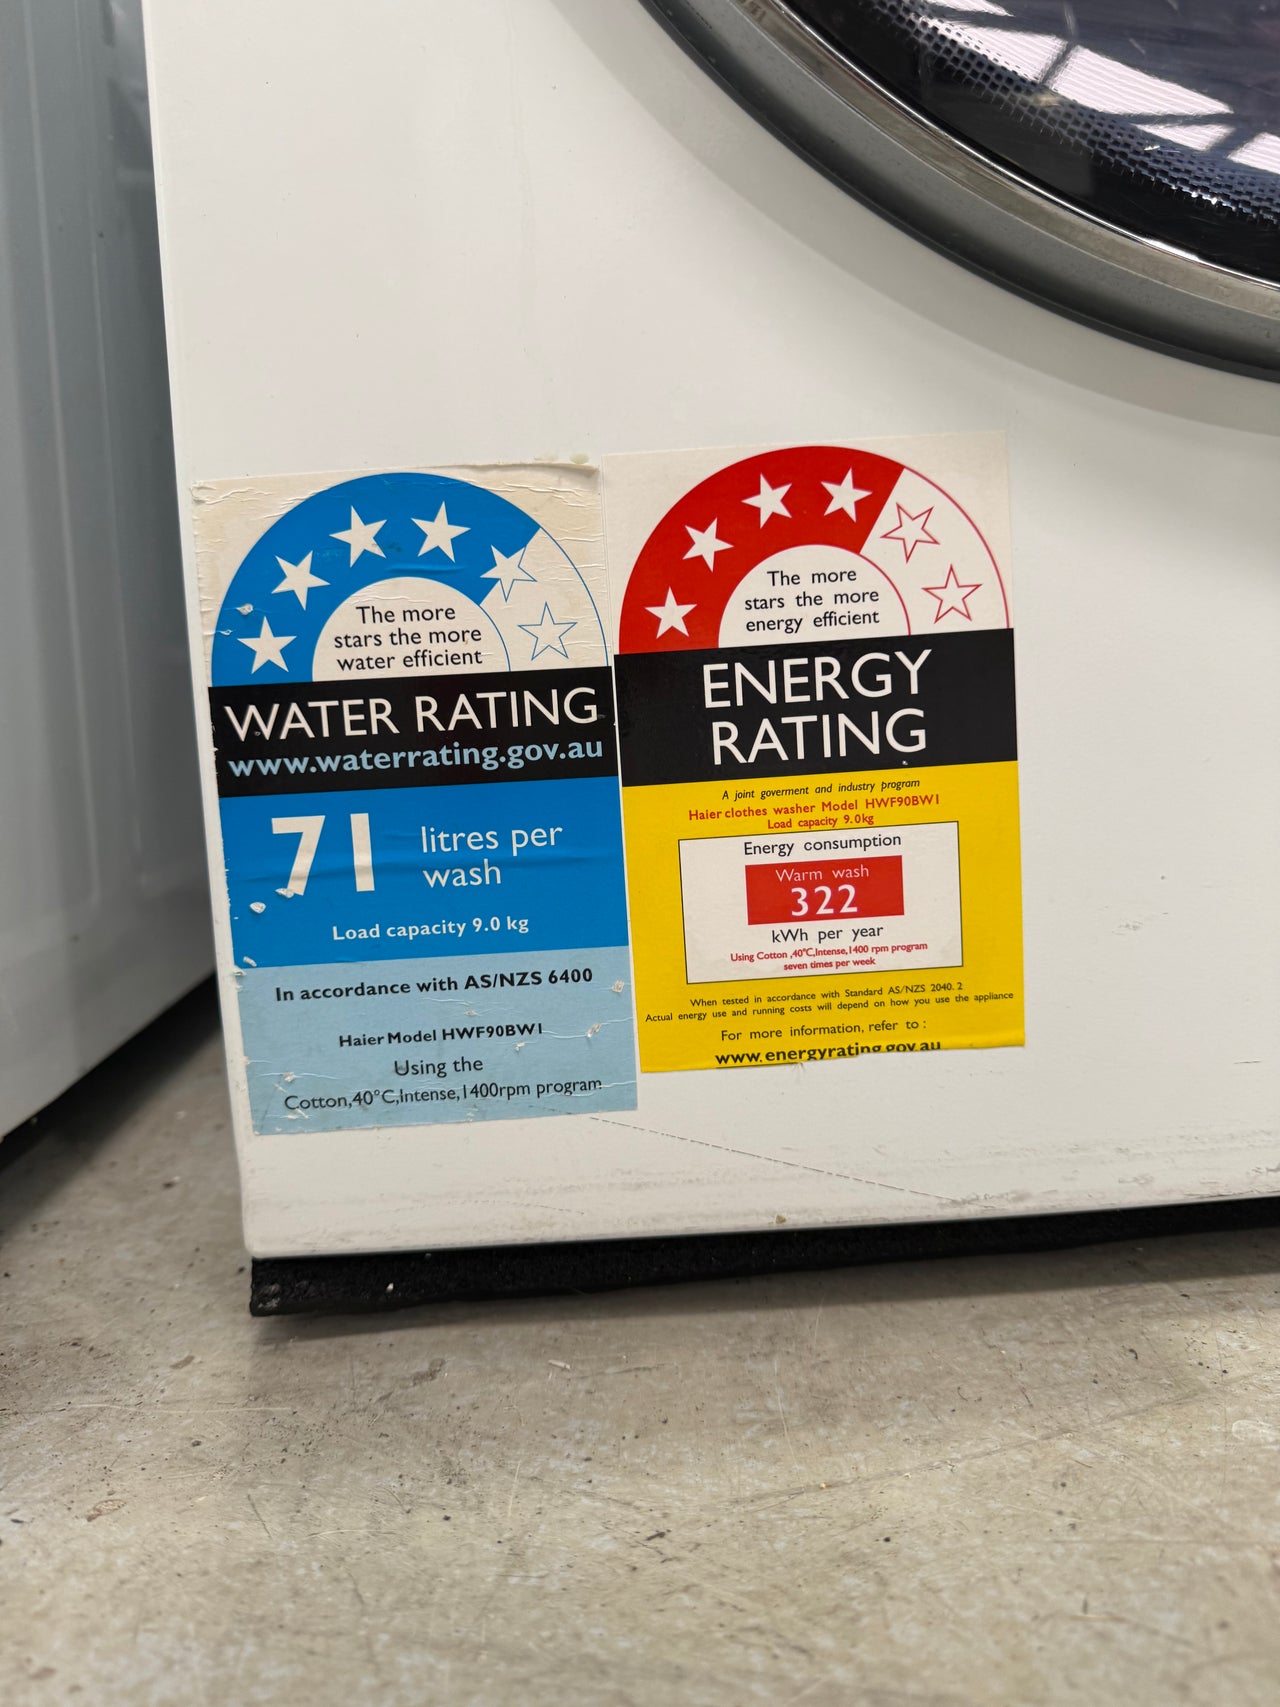 The more
stars the more
water efficient
WATER RATING
www.waterrating.gov.au
71 litres per
wash
Load capacity 9.0 kg
In accordance with AS/NZS 6400
Haier Model HWF90BW1
Using the
Cotton,40°C,Intense,1400rpm program
The more
stars the more
energy efficient
ENERGY
RATING
A joint goverment and industry program
Haier clothes washer Model HWF90BW1
Load capacity 9.0kg
Energy consumption
Warm wash
322
kWh per year
Using Cotton ,40°C,Intense,1400 rpm program
seven times per week
When tested in accordance with Standard AS/NZS 2040. 2
Actual energy use and running costs will depend on how you use the appliance
For more information, refer to :
www.energyrating.gov.au